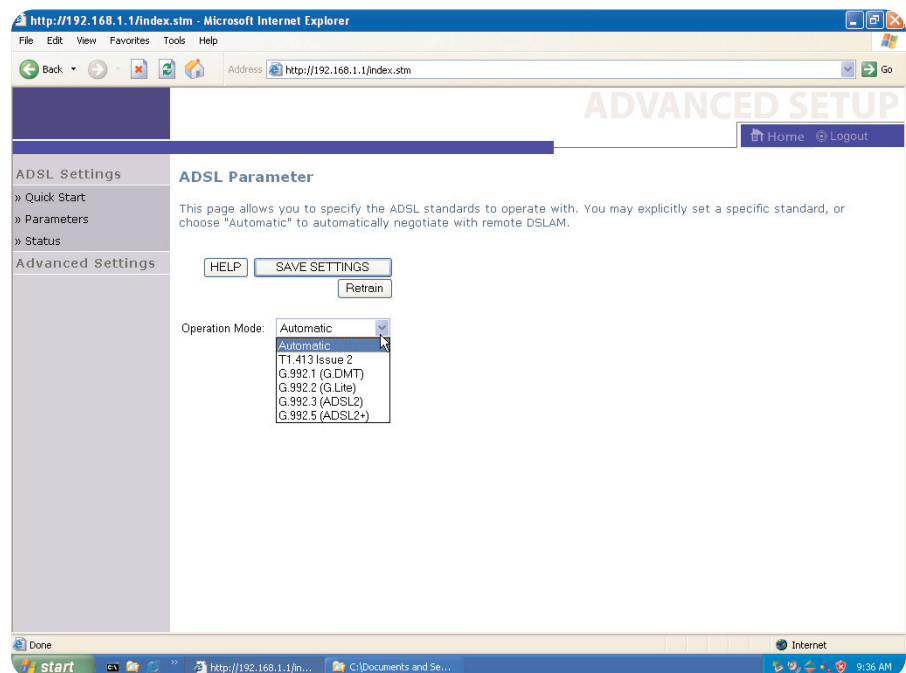 http://192.168.1.1/index.stm - Microsoft Internet Explorer
File Edit View Favorites Tools Help
Back Address http://192.168.1.1/index.stm Go
ADVANCED SETUP
Home Logout
ADSL Settings
» Quick Start
» Parameters
» Status
Advanced Settings
ADSL Parameter
This page allows you to specify the ADSL standards to operate with. You may explicitly set a specific standard, or
choose "Automatic" to automatically negotiate with remote DSLAM.
HELP SAVE SETTINGS
Retrain
Operation Mode: Automatic
Automatic
T1.413 Issue 2
G.992.1 (G.DMT)
G.992.2 (G.Lite)
G.992.3 (ADSL2)
G.992.5 (ADSL2+)
Done Internet
start » http://192.168.1.1/in... C:\Documents and Se... 9:36 AM